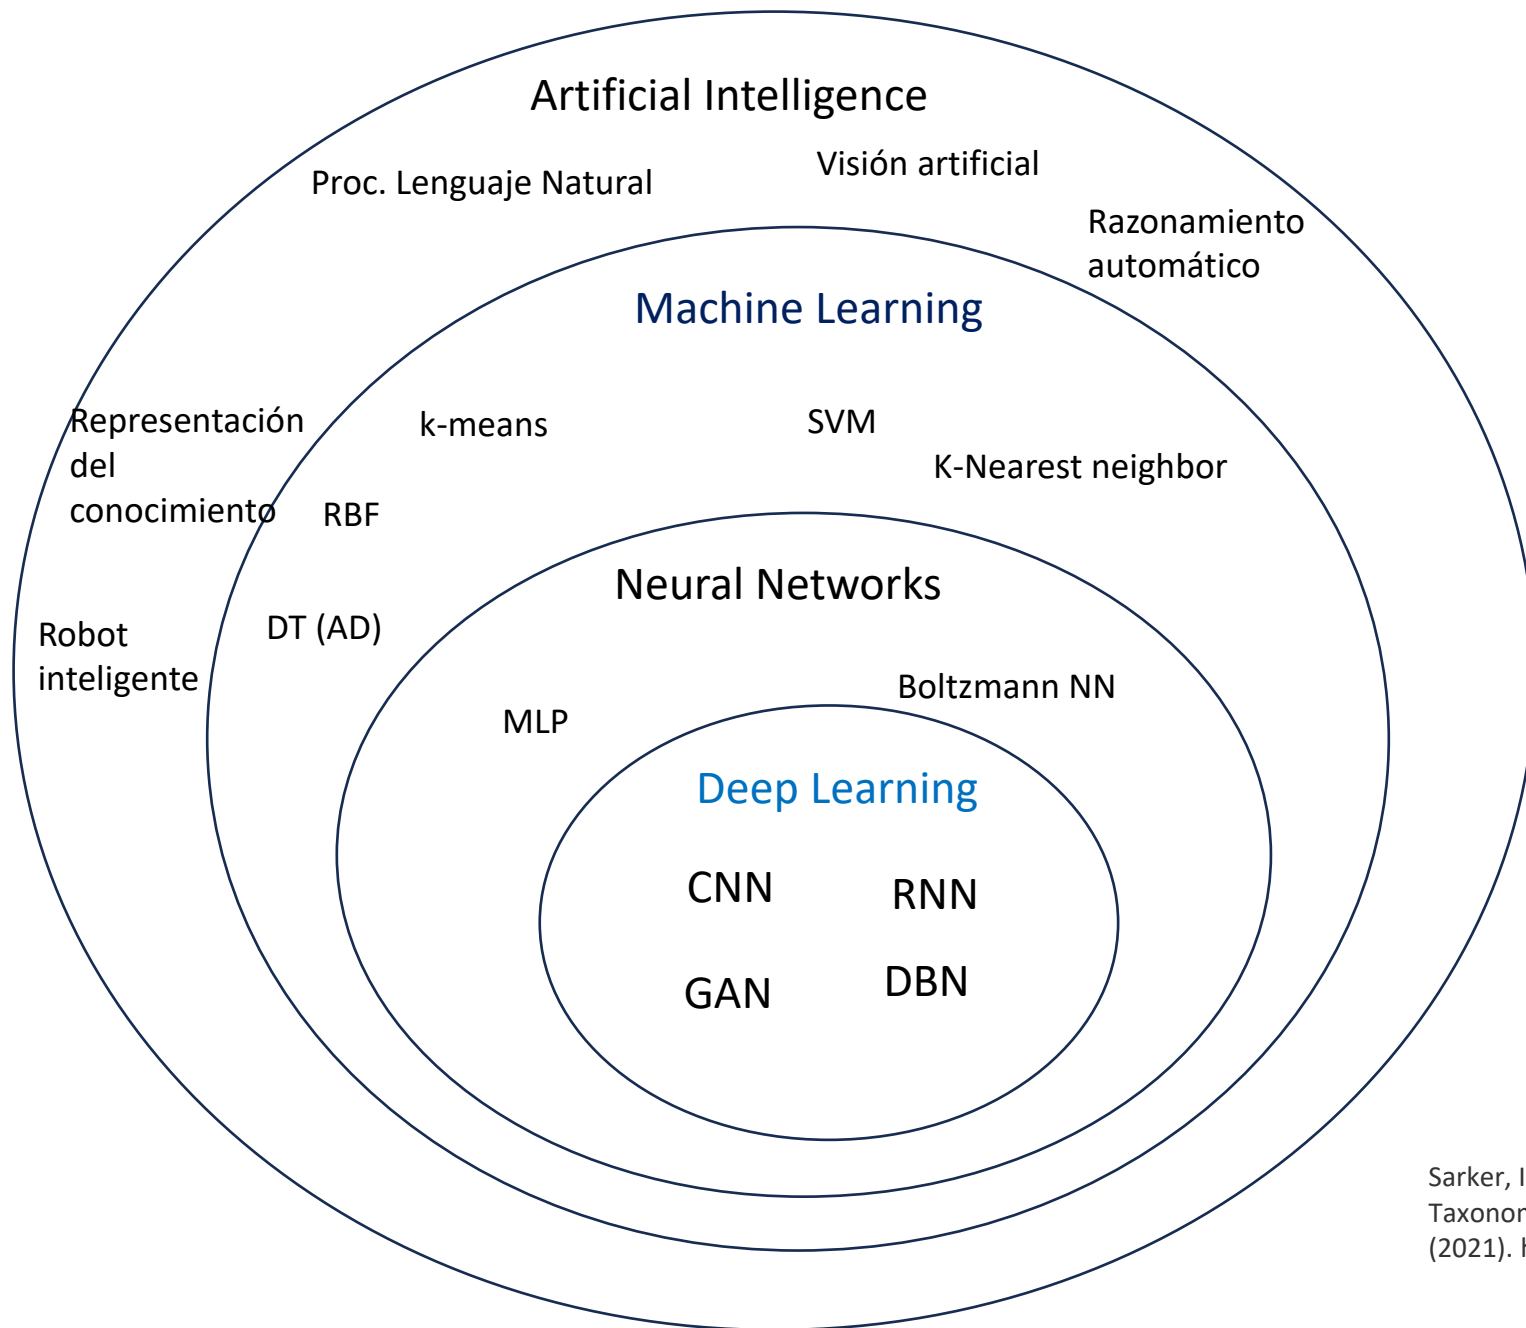 Artificial Intelligence
Proc. Lenguaje Natural
Visión artificial
Razonamiento
automático
Machine Learning
Representación
del
conocimiento
k-means
SVM
K-Nearest neighbor
RBF
Neural Networks
DT (AD)
Robot
inteligente
Boltzmann NN
MLP
Deep Learning
CNN
RNN
GAN
DBN
Sarker, I
(2021).